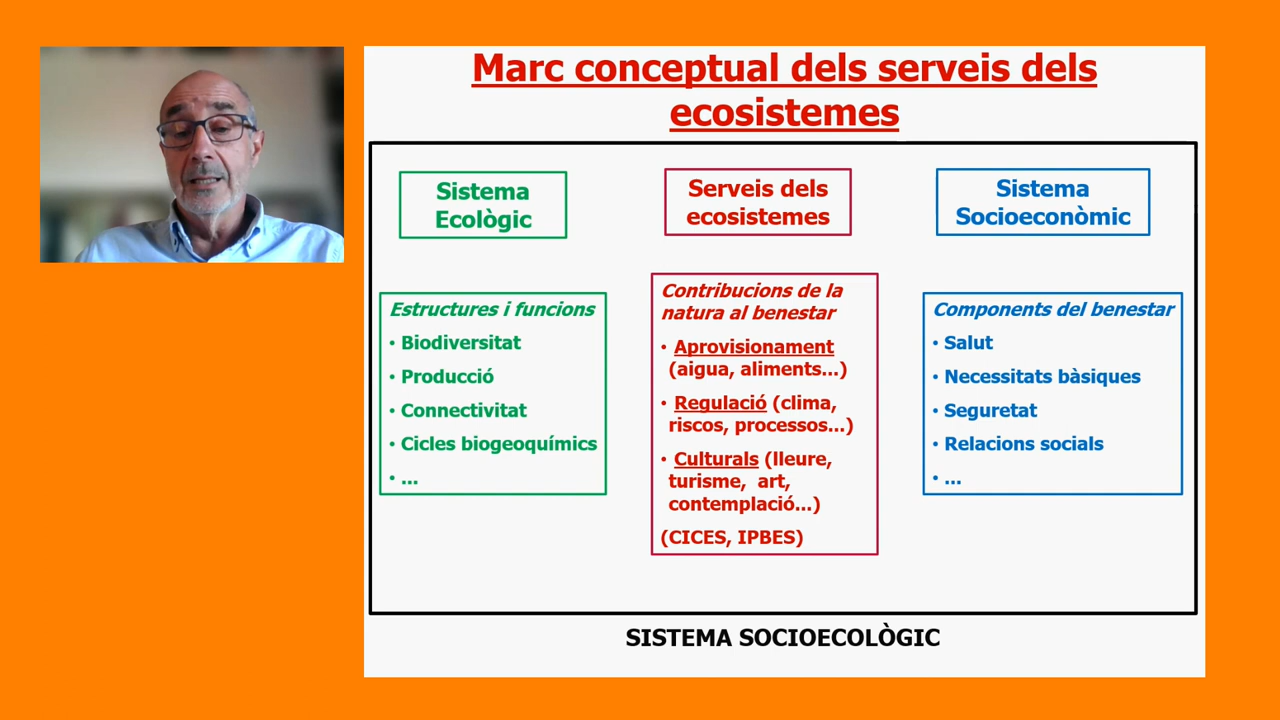 Marc conceptual dels serveis dels
ecosistemes
Sistema
Ecològic
Serveis dels
ecosistemes
Sistema
Socioeconòmic
Estructures i funcions
• Biodiversitat
• Producció
• Connectivitat
• Cicles biogeoquímics
• ...
Contribucions de la
natura al benestar
• Aprovisionament
(aigua, aliments...)
• Regulació (clima,
riscos, processos...)
• Culturals (lleure,
turisme, art,
contemplació...)
(CICES, IPBES)
Components del benestar
• Salut
• Necessitats bàsiques
• Seguretat
• Relacions socials
• ...
SISTEMA SOCIOECOLÒGIC